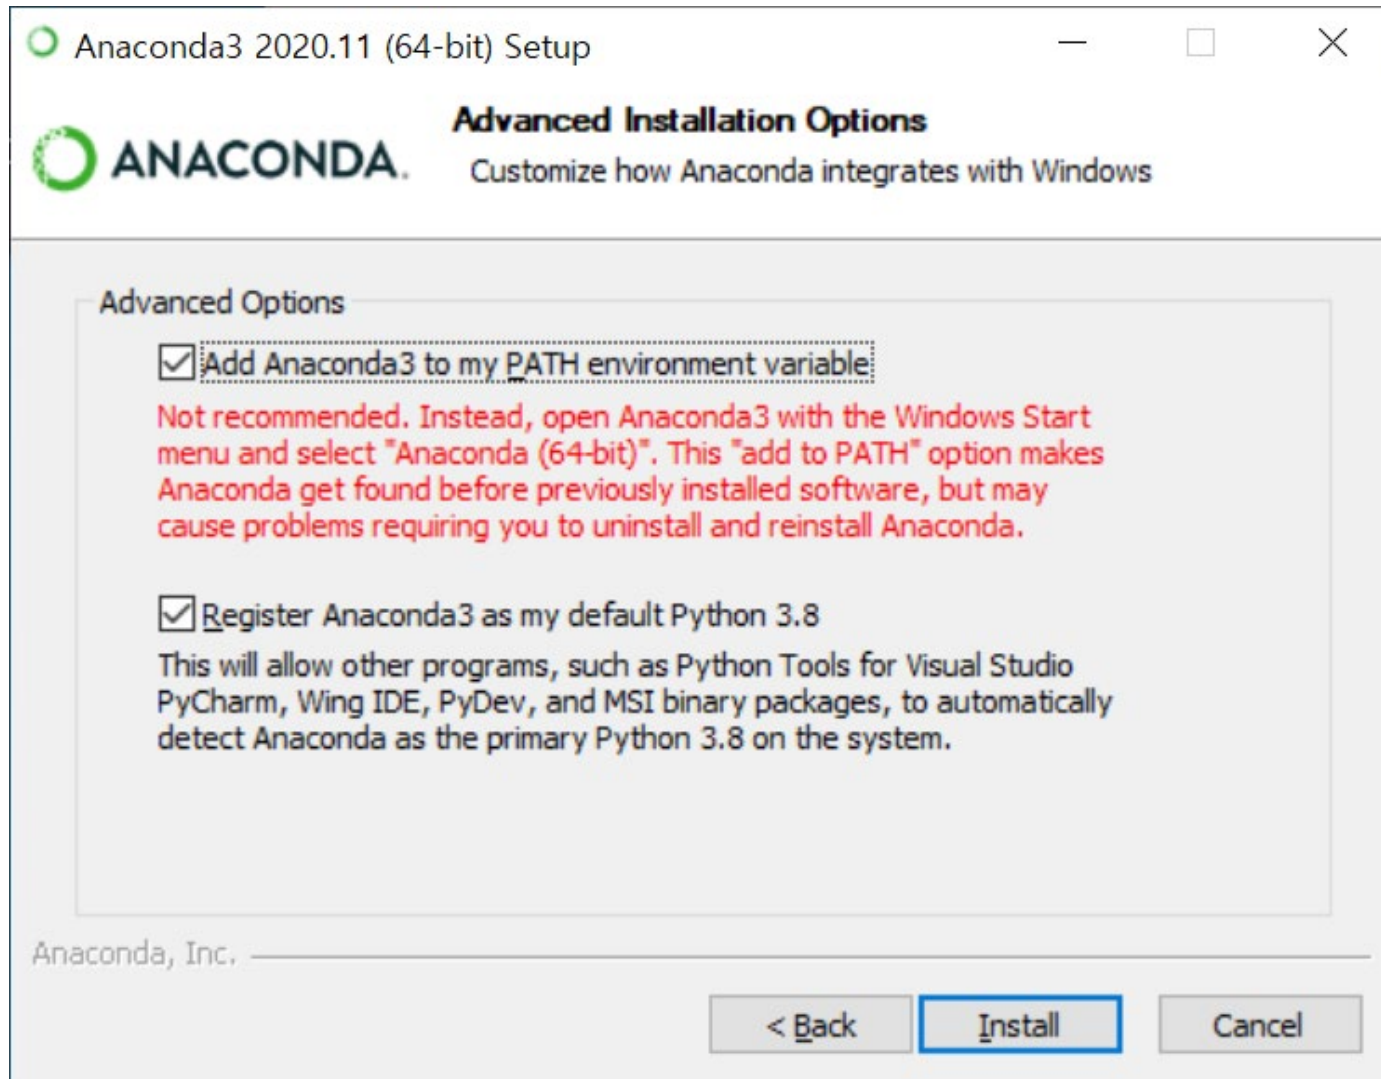 Anaconda3 2020.11 (64-bit) Setup
ANACONDA.
Advanced Installation Options
Customize how Anaconda integrates with Windows
Advanced Options
Add Anaconda3 to my PATH environment variable
Not recommended. Instead, open Anaconda3 with the Windows Start
menu and select "Anaconda (64-bit)". This "add to PATH" option makes
Anaconda get found before previously installed software, but may
cause problems requiring you to uninstall and reinstall Anaconda.
Register Anaconda3 as my default Python 3.8
This will allow other programs, such as Python Tools for Visual Studio
PyCharm, Wing IDE, PyDev, and MSI binary packages, to automatically
detect Anaconda as the primary Python 3.8 on the system.
Anaconda, Inc.
< Back
Install
Cancel